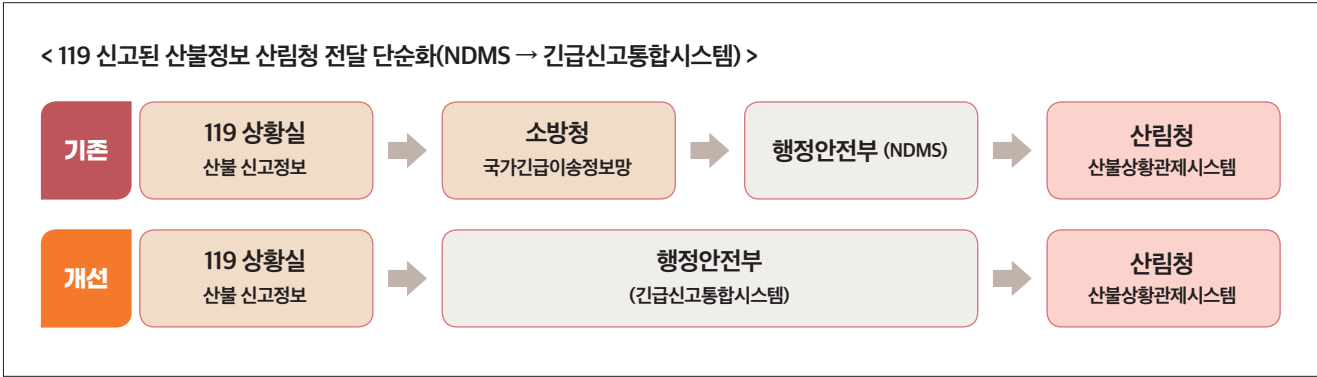 < 119 신고된 산불정보 산림청 전달 단순화(NDMS → 긴급신고통합시스템) >
기존
119 상황실
산불 신고정보
소방청
국가긴급이송정보망
행정안전부 (NDMS)
산림청
산불상황관제시스템
개선
119 상황실
산불 신고정보
행정안전부
(긴급신고통합시스템)
산림청
산불상황관제시스템